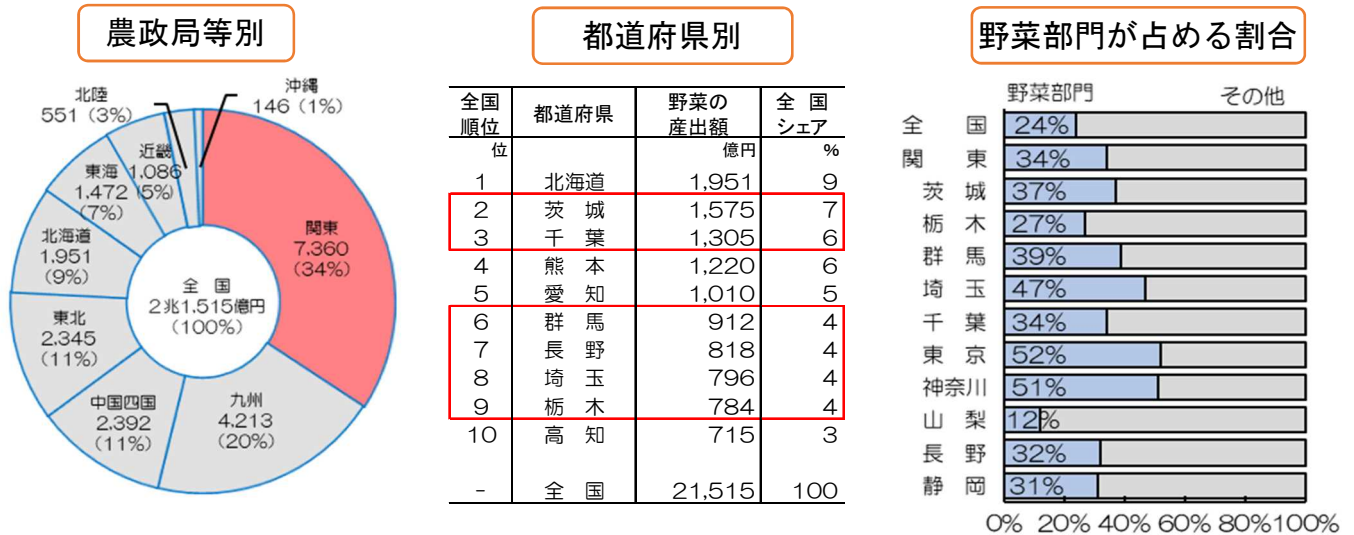 農政局等別
北陸
551 (3%)
沖縄
146 (1%)
近畿
1.086
(5%)
東海
1.472
(7%)
北海道
1.951
(9%)
東北
2.345
(11%)
中国四国
2.392
(11%)
九州
4.213
(20%)
関東
7.360
(34%)
全　国
2兆1.515億円
(100%)
都道府県別
全国順位 都道府県 野菜の産出額 全　国シェア
位 億円 %
1 北海道 1,951 9
2 茨　城 1,575 7
3 千　葉 1,305 6
4 熊　本 1,220 6
5 愛　知 1,010 5
6 群　馬 912 4
7 長　野 818 4
8 埼　玉 796 4
9 栃　木 784 4
10 高　知 715 3
- 全　国 21,515 100
野菜部門が占める割合
野菜部門 その他
全　国 24%
関　東 34%
茨　城 37%
栃　木 27%
群　馬 39%
埼　玉 47%
千　葉 34%
東　京 52%
神奈川 51%
山　梨 12%
長　野 32%
静　岡 31%
0% 20% 40% 60% 80% 100%